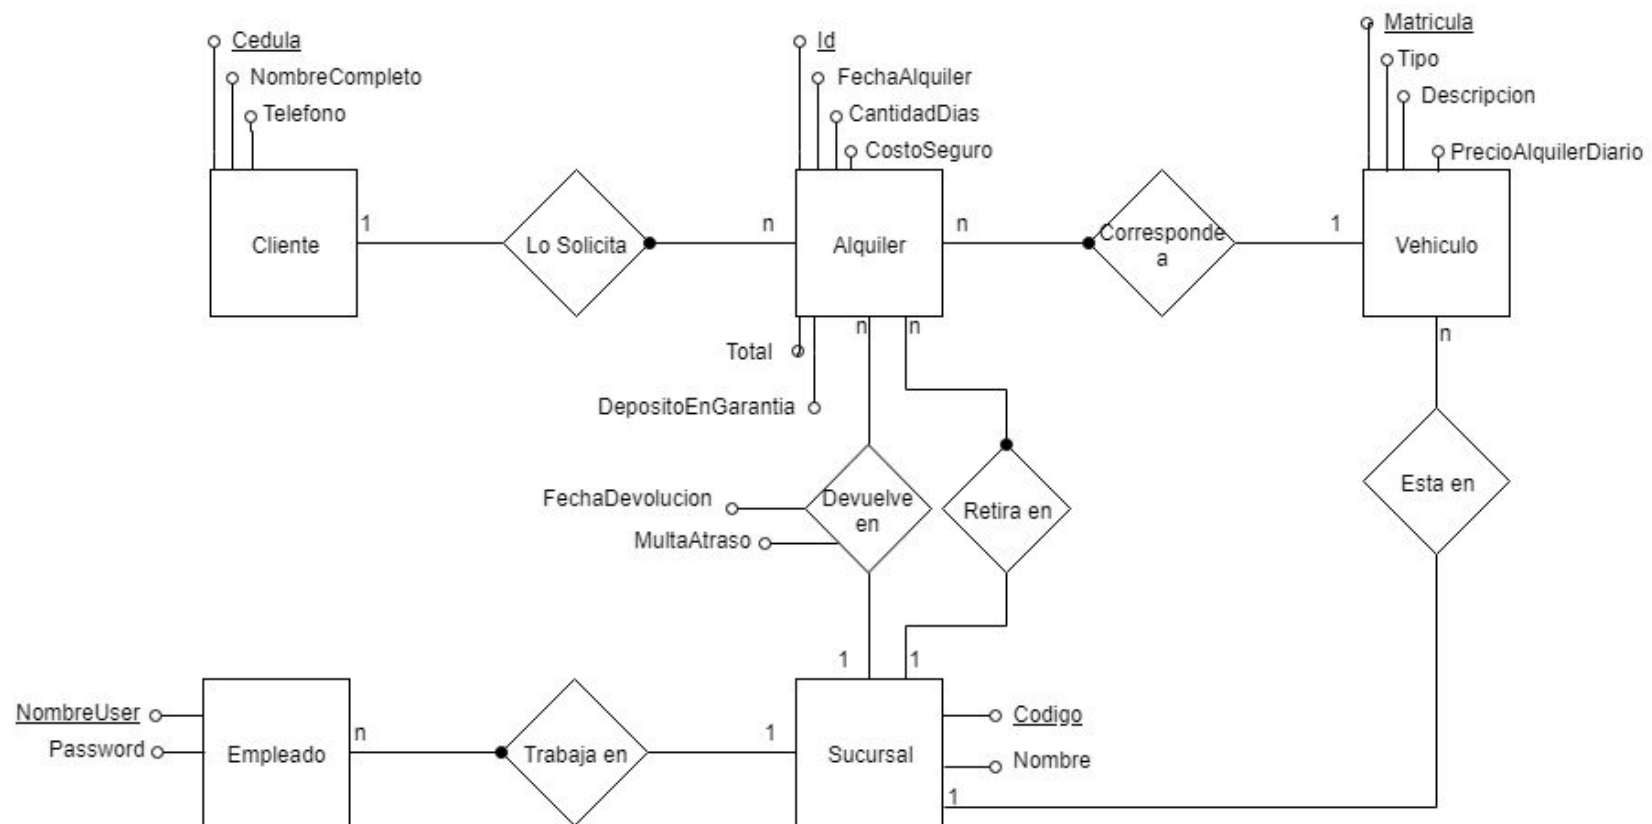 Cedula
NombreCompleto
Telefono
Id
FechaAlquiler
CantidadDias
CostoSeguro
Matricula
Tipo
Descripcion
PrecioAlquilerDiario
Cliente
1
Lo Solicita
n
Alquiler
n
Corresponde
a
1
Vehiculo
n
n
n
Total
DepositoEnGarantia
FechaDevolucion
MultaAtraso
Devuelve
en
Retira en
Esta en
1
1
NombreUser
Password
Empleado
n
Trabaja en
1
Sucursal
Codigo
Nombre
1